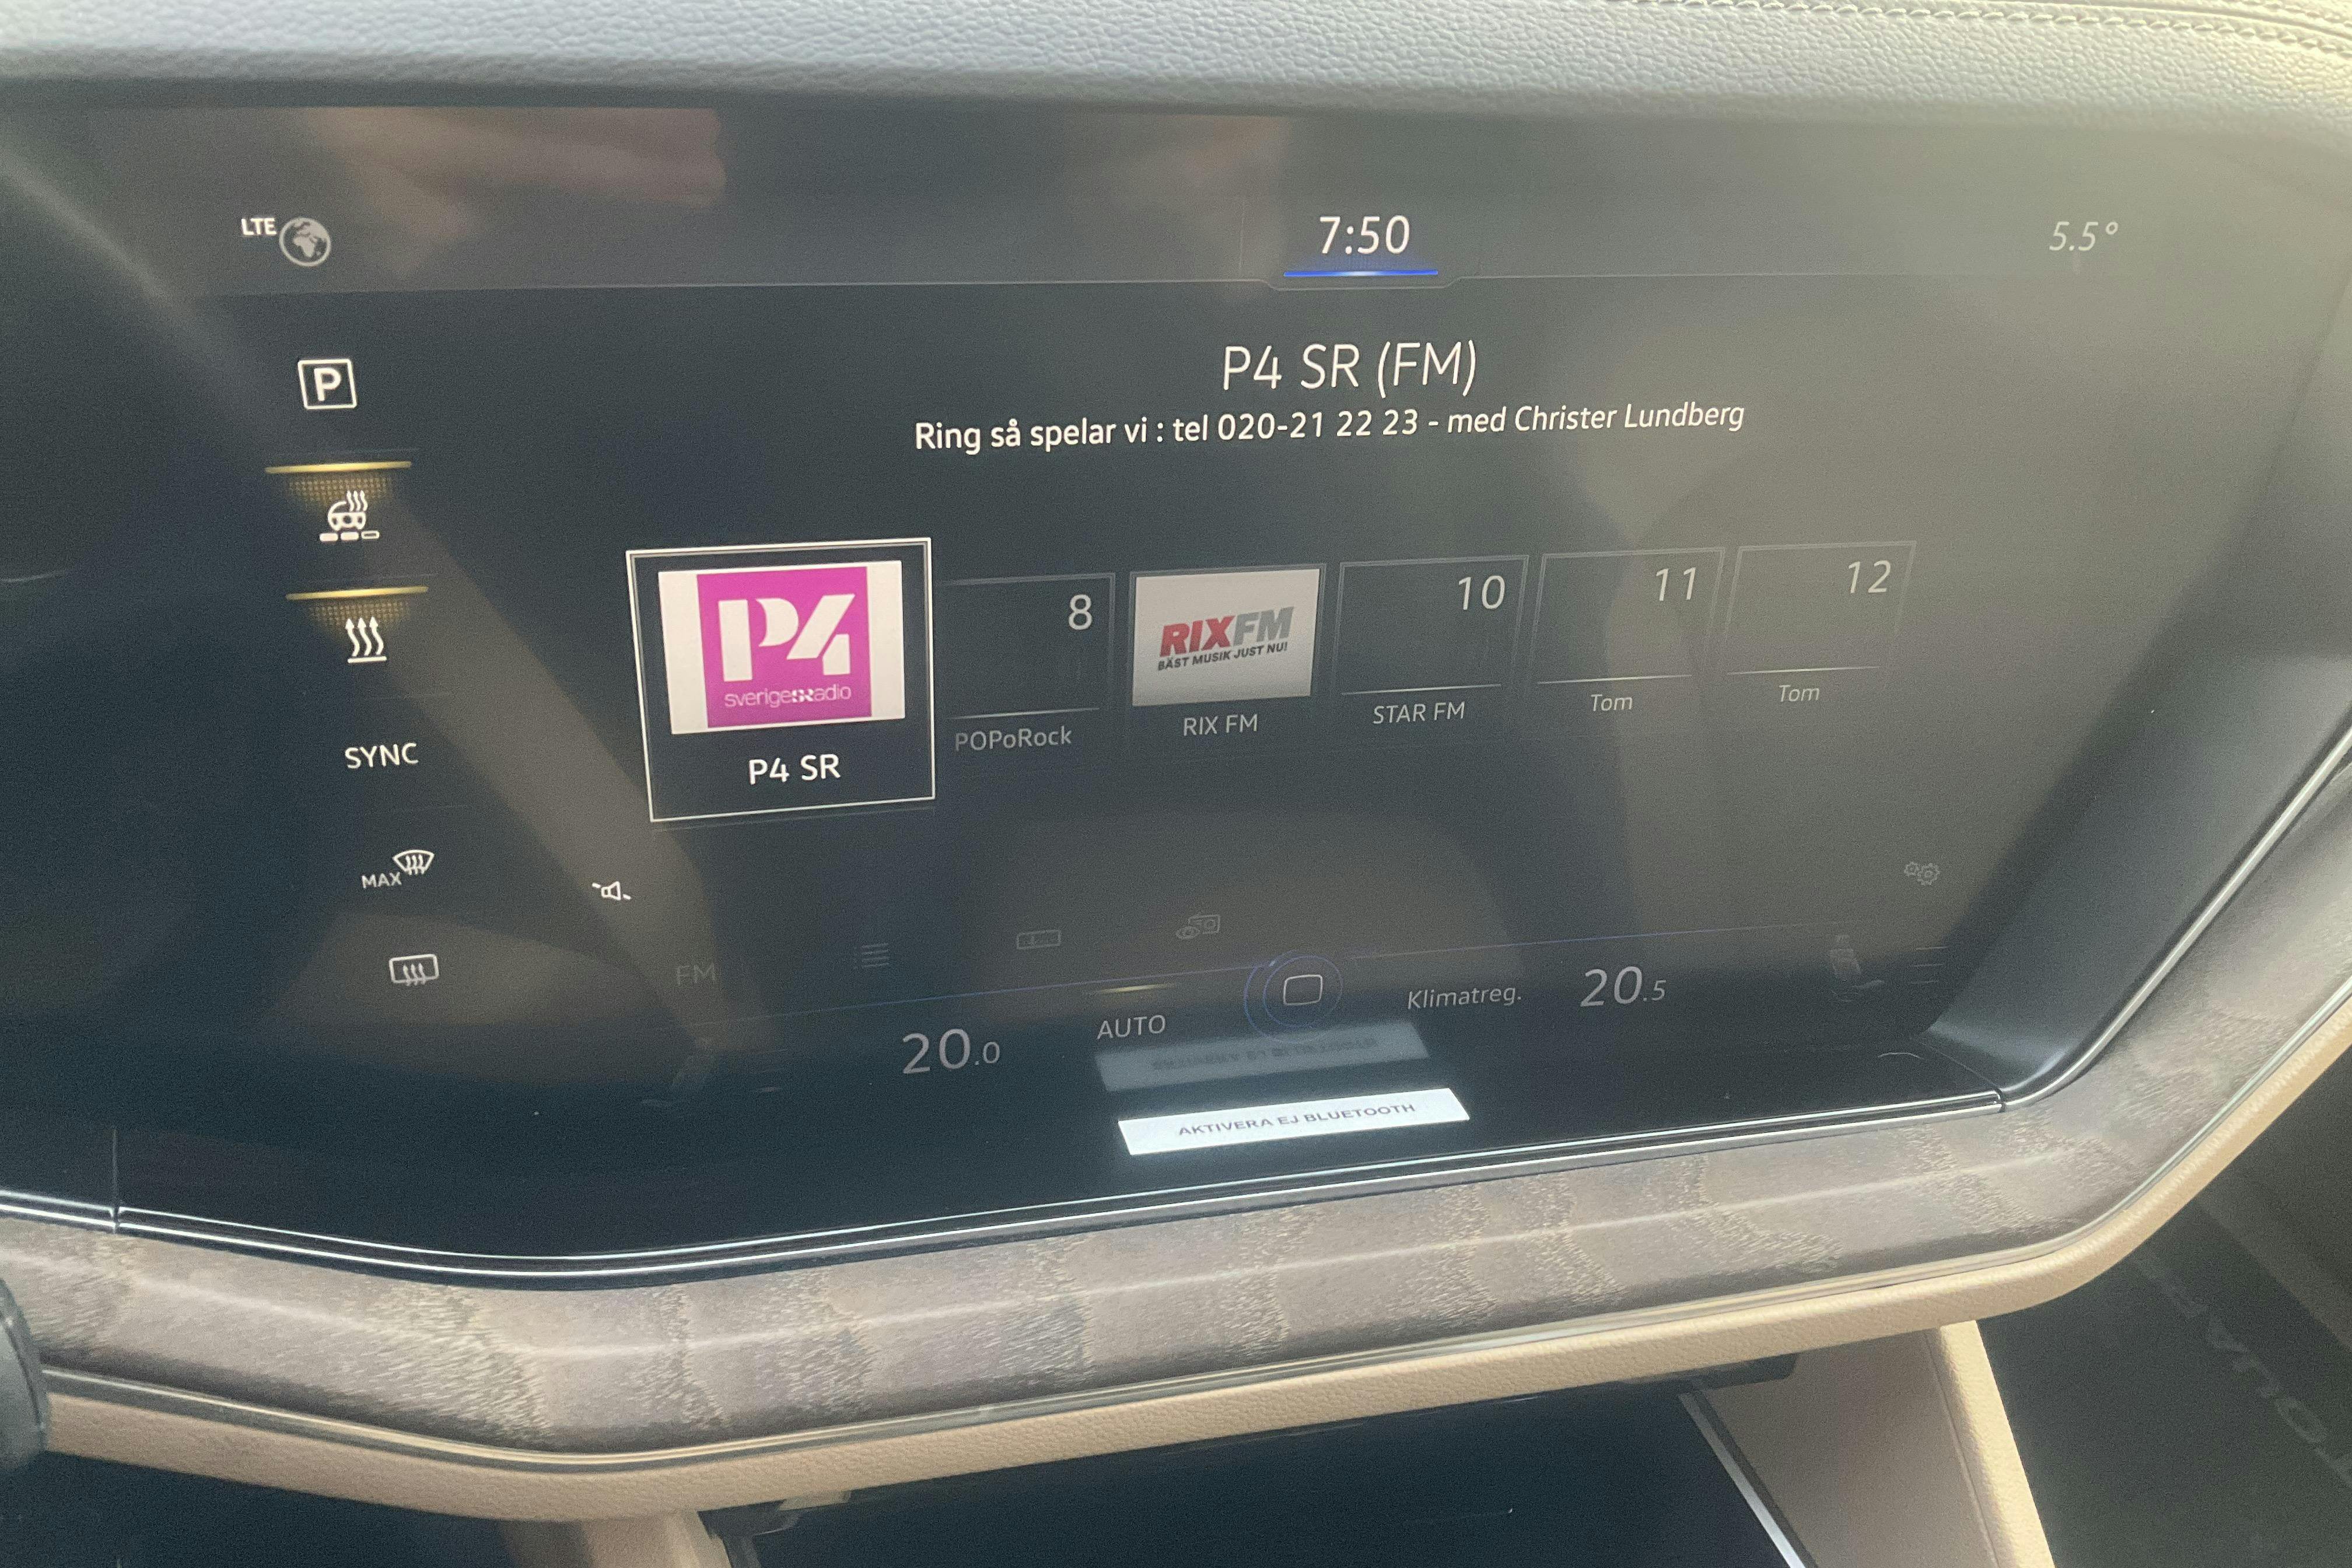 LTE
7:50
5.5°
P
P4 SR (FM)
Ring så spelar vi : tel 020-21 22 23 - med Christer Lundberg
P4
sverigesRadio
P4 SR
8
POPoRock
RIXFM
BÄST MUSIK JUST NU!
RIX FM
10
STAR FM
11
Tom
12
Tom
SYNC
MAX
FM
20.0
AUTO
Klimatreg.
20.5
AKTIVERA EJ BLUETOOTH